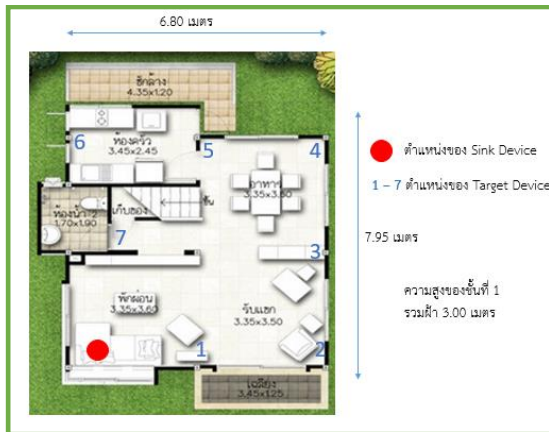 6.80 เมตร
ซักล้าง
4.35x1.20
6
ห้องครัว
3.45x2.45
5
4
ตำแหน่งของ Sink Device
อาหาร
3.35x3.60
1 – 7 ตำแหน่งของ Target Device
ห้องน้ำ 2
1.70x1.90
เก็บของ
ขึ้น
7
3
7.95 เมตร
ความสูงของชั้นที่ 1
รวมฝ้า 3.00 เมตร
พักผ่อน
3.35x3.60
รับแขก
3.35x3.50
1
2
เฉลียง
3.45x1.25